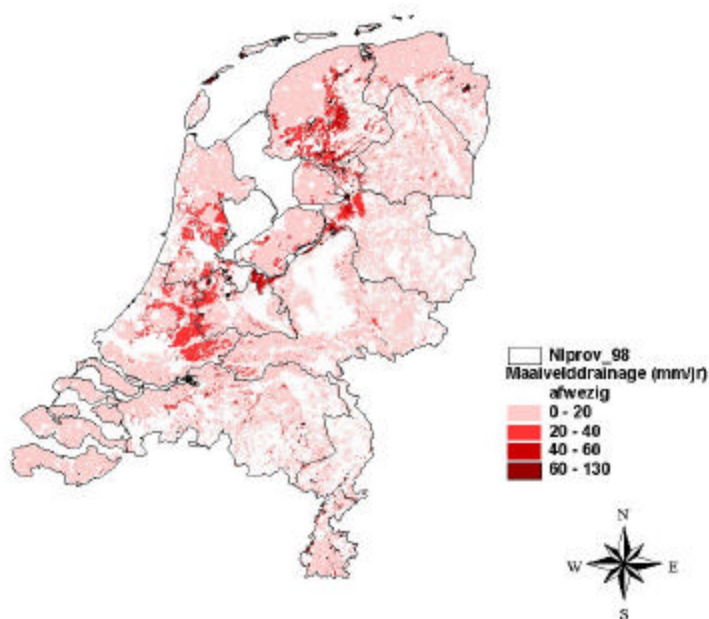 Nlprov_98
Maaivelddrainage (mm/jr)
afwezig
0 - 20
20 - 40
40 - 60
60 - 130
N
W E
S